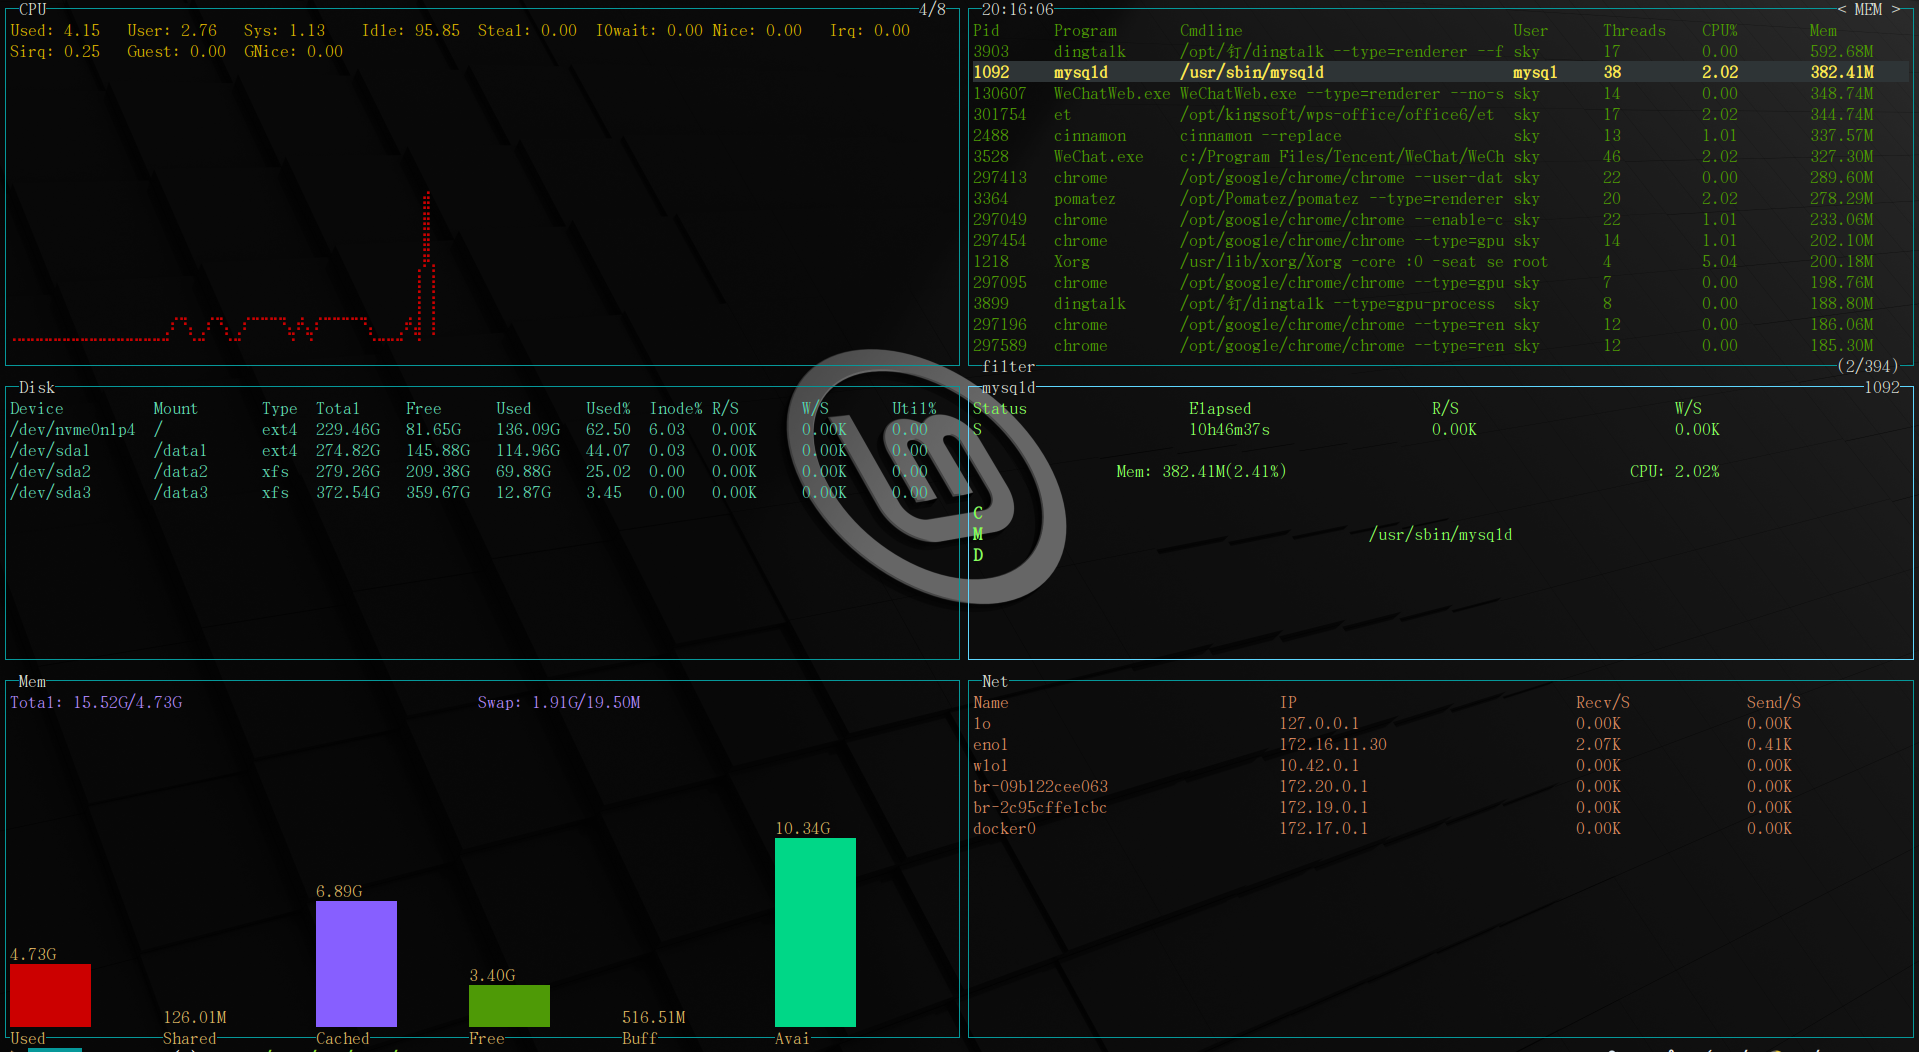 CPU 4/8
Used: 4.15 User: 2.76 Sys: 1.13 Idle: 95.85 Steal: 0.00 IOwait: 0.00 Nice: 0.00 Irq: 0.00
Sirq: 0.25 Guest: 0.00 GNice: 0.00
20:16:06 < MEM >
Pid Program Cmdline User Threads CPU% Mem
3903 dingtalk /opt/钉/dingtalk --type=renderer --f sky 17 0.00 592.68M
1092 mysqld /usr/sbin/mysqld mysql 38 2.02 382.41M
130607 WeChatWeb.exe WeChatWeb.exe --type=renderer --no-s sky 14 0.00 348.74M
301754 et /opt/kingsoft/wps-office/office6/et sky 17 2.02 344.74M
2488 cinnamon cinnamon --replace sky 13 1.01 337.57M
3528 WeChat.exe c:/Program Files/Tencent/WeChat/WeCh sky 46 2.02 327.30M
297413 chrome /opt/google/chrome/chrome --user-dat sky 22 0.00 289.60M
3364 pomatez /opt/Pomatez/pomatez --type=renderer sky 20 2.02 278.29M
297049 chrome /opt/google/chrome/chrome --enable-c sky 22 1.01 233.06M
297454 chrome /opt/google/chrome/chrome --type=gpu sky 14 1.01 202.10M
1218 Xorg /usr/lib/xorg/Xorg -core :0 -seat se root 4 5.04 200.18M
297095 chrome /opt/google/chrome/chrome --type=gpu sky 7 0.00 198.76M
3899 dingtalk /opt/钉/dingtalk --type=gpu-process sky 8 0.00 188.80M
297196 chrome /opt/google/chrome/chrome --type=ren sky 12 0.00 186.06M
297589 chrome /opt/google/chrome/chrome --type=ren sky 12 0.00 185.30M
filter (2/394)
Disk
Device Mount Type Total Free Used Used% Inode% R/S W/S Util%
/dev/nvme0n1p4 / ext4 229.46G 81.65G 136.09G 62.50 6.03 0.00K 0.00K 0.00
/dev/sda1 /data1 ext4 274.82G 145.88G 114.96G 44.07 0.03 0.00K 0.00K 0.00
/dev/sda2 /data2 xfs 279.26G 209.38G 69.88G 25.02 0.00 0.00K 0.00K 0.00
/dev/sda3 /data3 xfs 372.54G 359.67G 12.87G 3.45 0.00 0.00K 0.00K 0.00
mysqld 1092
Status Elapsed R/S W/S
S 10h46m37s 0.00K 0.00K
Mem: 382.41M(2.41%) CPU: 2.02%
C
M /usr/sbin/mysqld
D
Mem
Total: 15.52G/4.73G Swap: 1.91G/19.50M
10.34G
6.89G
4.73G
3.40G
126.01M 516.51M
Used Shared Cached Free Buff Avai
Net
Name IP Recv/S Send/S
lo 127.0.0.1 0.00K 0.00K
eno1 172.16.11.30 2.07K 0.41K
wlo1 10.42.0.1 0.00K 0.00K
br-09b122cee063 172.20.0.1 0.00K 0.00K
br-2c95cffe1cbc 172.19.0.1 0.00K 0.00K
docker0 172.17.0.1 0.00K 0.00K